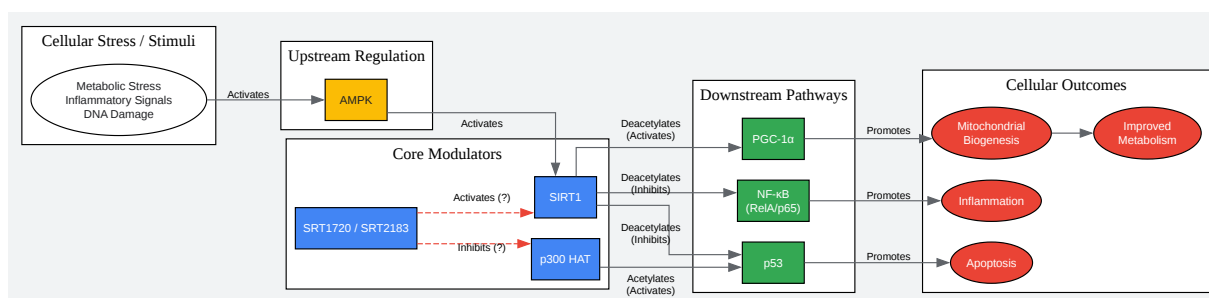 Cellular Stress / Stimuli
Metabolic Stress
Inflammatory Signals
DNA Damage
Activates
Upstream Regulation
AMPK
Activates
Core Modulators
SRT1720 / SRT2183
Activates (?)
Inhibits (?)
SIRT1
p300 HAT
Deacetylates
(Activates)
Deacetylates
(Inhibits)
Deacetylates
(Inhibits)
Acetylates
(Activates)
Downstream Pathways
PGC-1α
NF-κB
(RelA/p65)
p53
Promotes
Promotes
Promotes
Cellular Outcomes
Mitochondrial
Biogenesis
Improved
Metabolism
Inflammation
Apoptosis